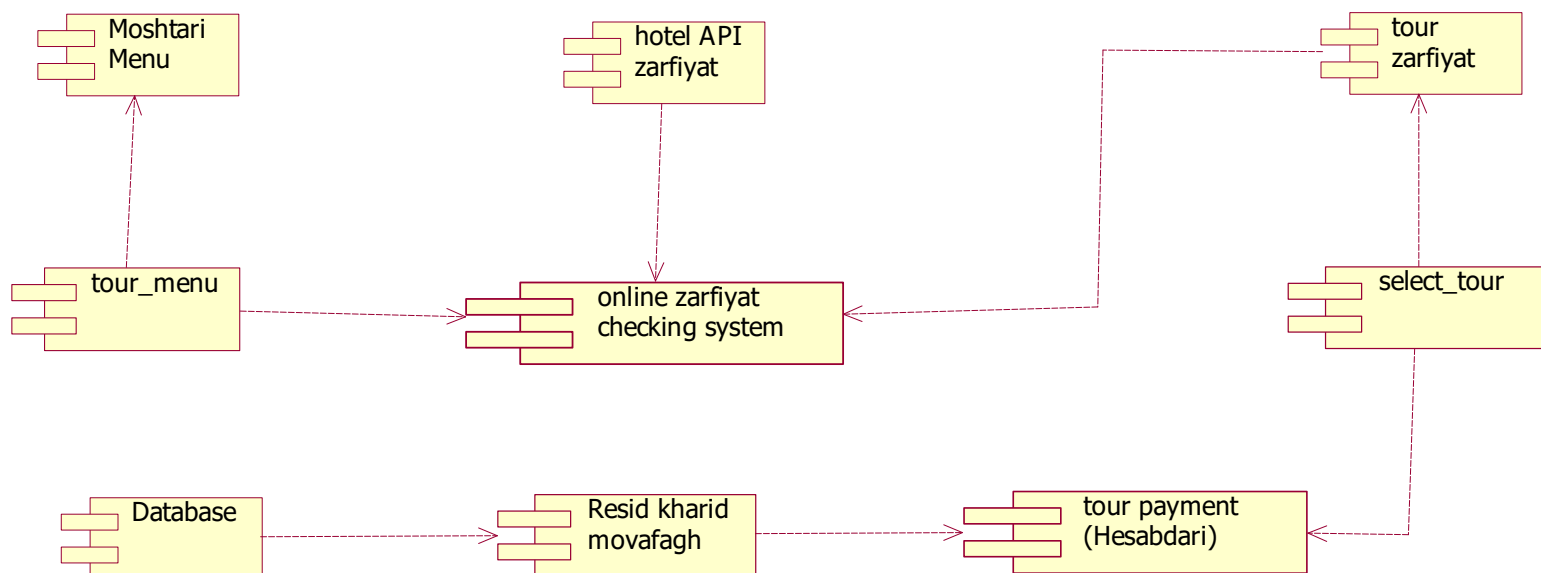 Moshtari
Menu
hotel API
zarfiyat
tour
zarfiyat
tour_menu
online zarfiyat
checking system
select_tour
Database
Resid kharid
movafagh
tour payment
(Hesabdari)